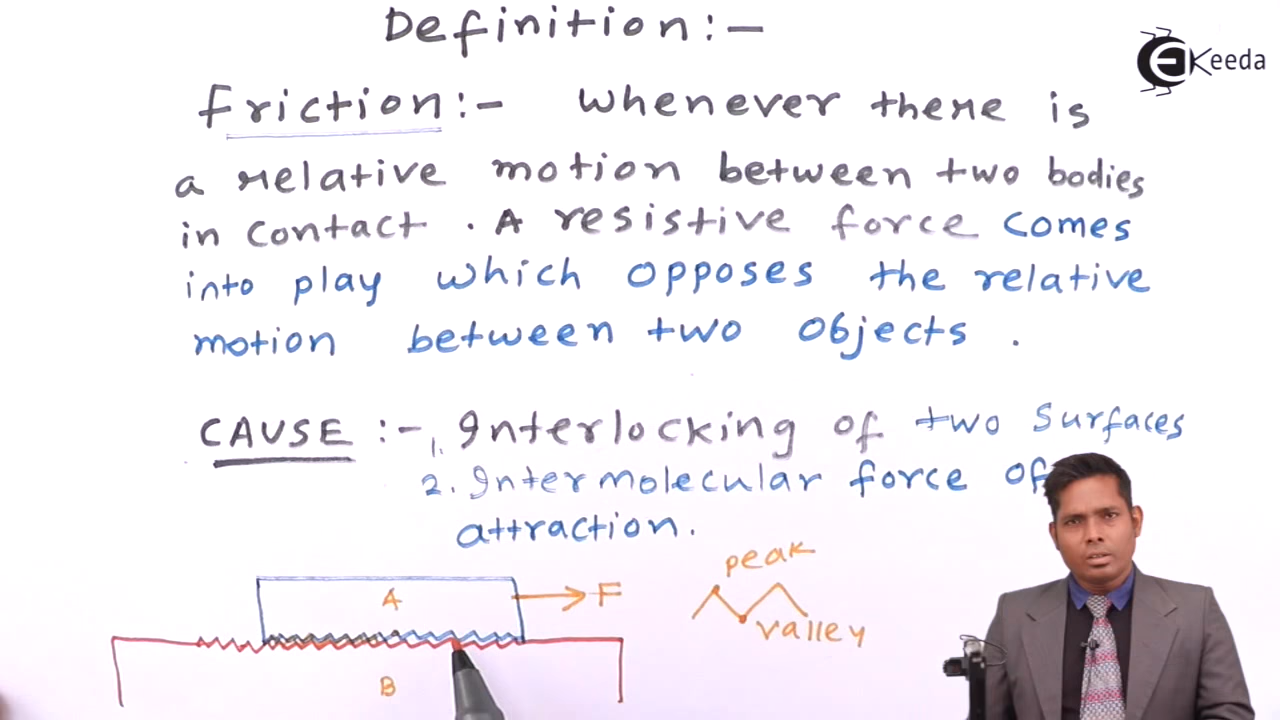 Definition:-
EKeeda
Friction:- Whenever there is
a relative motion between two bodies
in contact. A resistive force comes
into play which opposes the relative
motion between two objects.
CAUSE :- 1. Interlocking of two surfaces
2. Intermolecular force of
attraction.
peak
A
F
valley
B